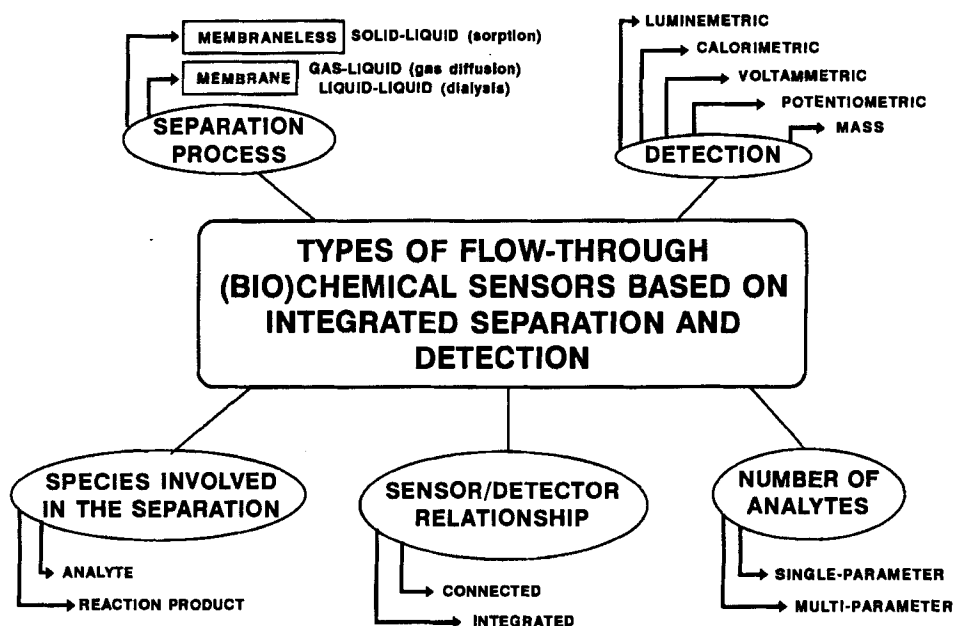 MEMBRANELESS SOLID-LIQUID (sorption)
MEMBRANE GAS-LIQUID (gas diffusion)
LIQUID-LIQUID (dialysis)
SEPARATION
PROCESS
LUMINEMETRIC
CALORIMETRIC
VOLTAMMETRIC
POTENTIOMETRIC
MASS
DETECTION
TYPES OF FLOW-THROUGH
(BIO)CHEMICAL SENSORS BASED ON
INTEGRATED SEPARATION AND
DETECTION
SPECIES INVOLVED
IN THE SEPARATION
ANALYTE
REACTION PRODUCT
SENSOR/DETECTOR
RELATIONSHIP
CONNECTED
INTEGRATED
NUMBER OF
ANALYTES
SINGLE-PARAMETER
MULTI-PARAMETER